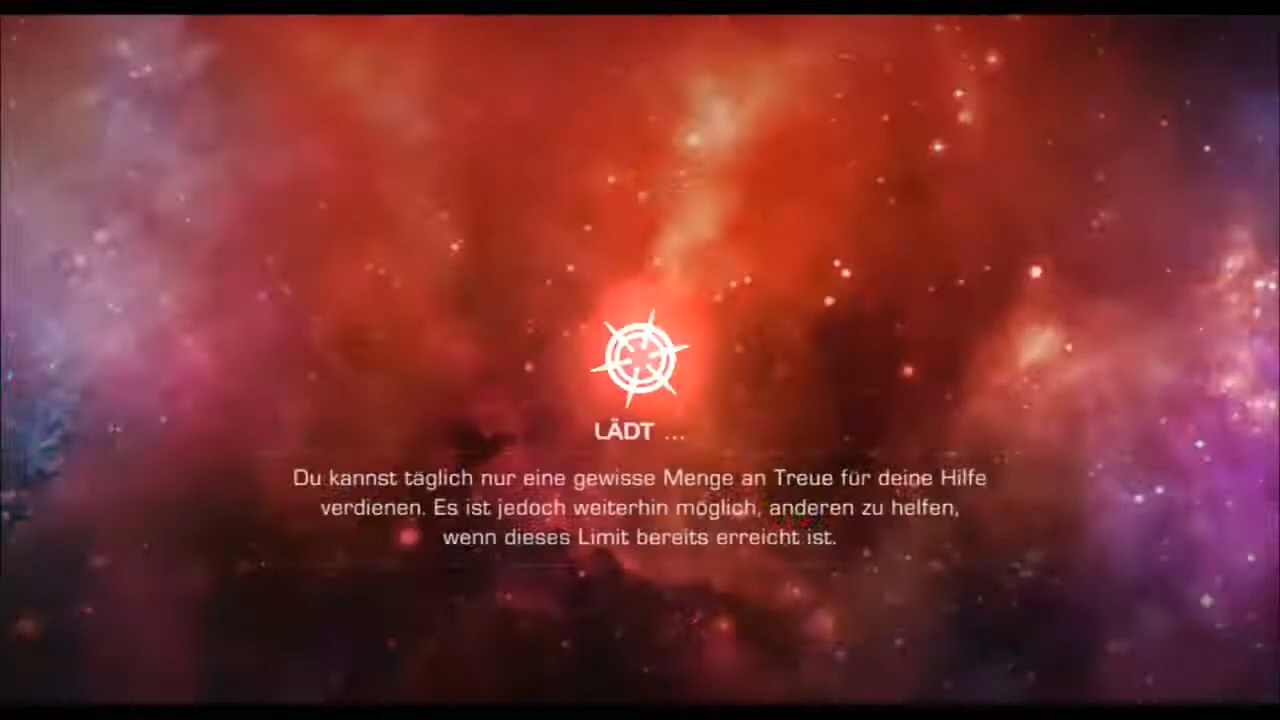 LÄDT ...
Du kannst täglich nur eine gewisse Menge an Treue für deine Hilfe
verdienen. Es ist jedoch weiterhin möglich, anderen zu helfen,
wenn dieses Limit bereits erreicht ist.